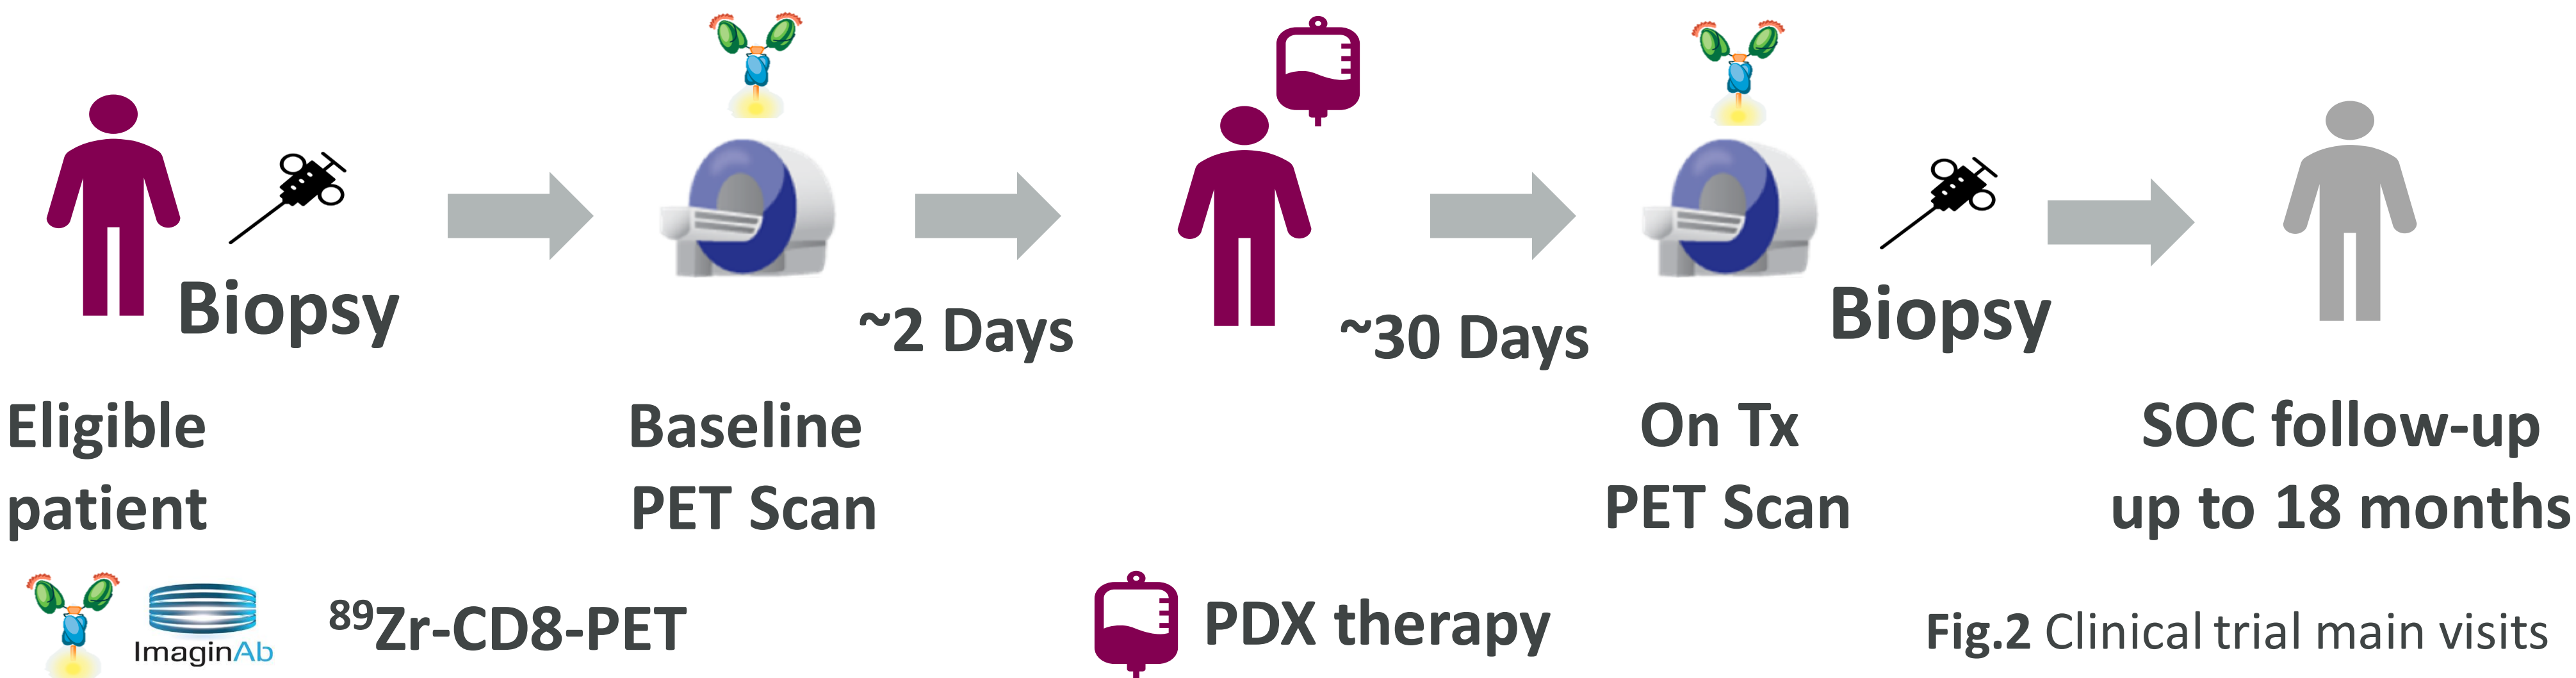 Biopsy
~2 Days
~30 Days
Biopsy
Eligible
patient
Baseline
PET Scan
On Tx
PET Scan
SOC follow-up
up to 18 months
ImaginAb
⁸⁹Zr-CD8-PET
PDX therapy
Fig.2 Clinical trial main visits